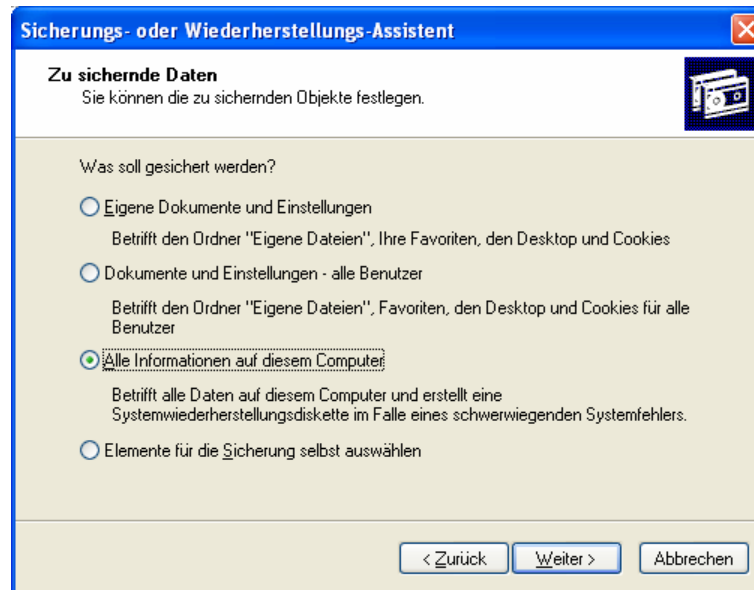 Sicherungs- oder Wiederherstellungs-Assistent
Zu sichernde Daten
Sie können die zu sichernden Objekte festlegen.
Was soll gesichert werden?
Eigene Dokumente und Einstellungen
Betrifft den Ordner "Eigene Dateien", Ihre Favoriten, den Desktop und Cookies
Dokumente und Einstellungen - alle Benutzer
Betrifft den Ordner "Eigene Dateien", Favoriten, den Desktop und Cookies für alle
Benutzer
Alle Informationen auf diesem Computer
Betrifft alle Daten auf diesem Computer und erstellt eine
Systemwiederherstellungsdiskette im Falle eines schwerwiegenden Systemfehlers.
Elemente für die Sicherung selbst auswählen
< Zurück Weiter > Abbrechen